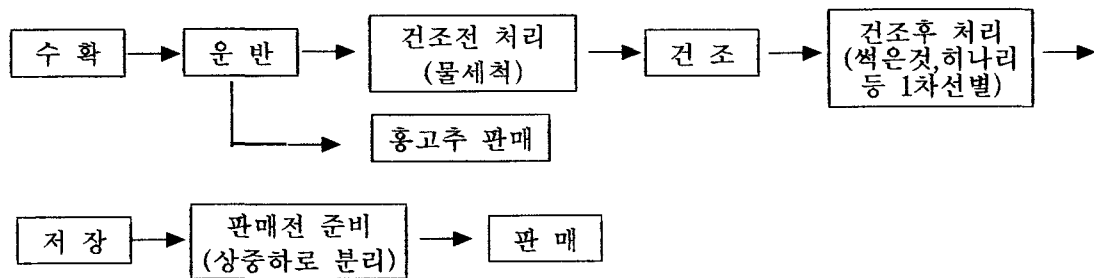 수 확
운 반
건조전 처리
(물세척)
건 조
건조후 처리
(썩은것,히나리
등 1차선별)
홍고추 판매
저 장
판매전 준비
(상중하로 분리)
판 매